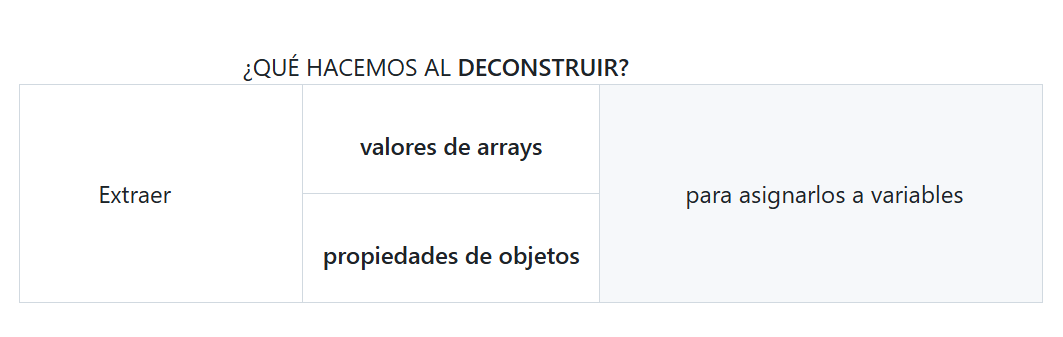 ¿QUÉ HACEMOS AL DECONSTRUIR?
Extraer
valores de arrays
propiedades de objetos
para asignarlos a variables